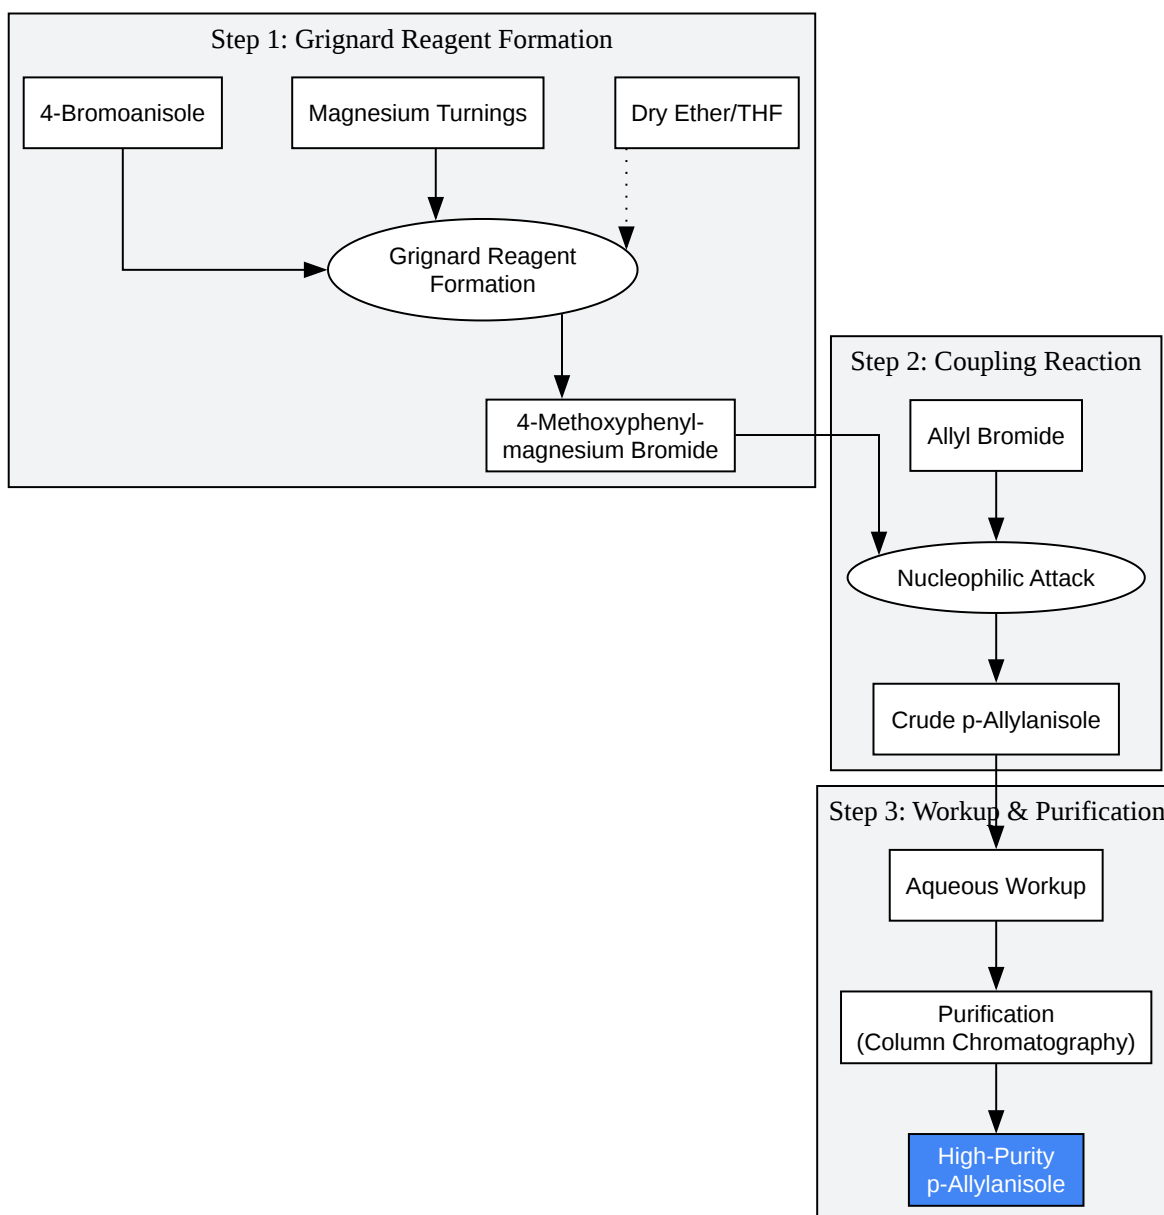 Step 1: Grignard Reagent Formation
4-Bromoanisole
Magnesium Turnings
Dry Ether/THF
Grignard Reagent
Formation
4-Methoxyphenyl-
magnesium Bromide
Step 2: Coupling Reaction
Allyl Bromide
Nucleophilic Attack
Crude p-Allylanisole
Step 3: Workup & Purification
Aqueous Workup
Purification
(Column Chromatography)
High-Purity
p-Allylanisole